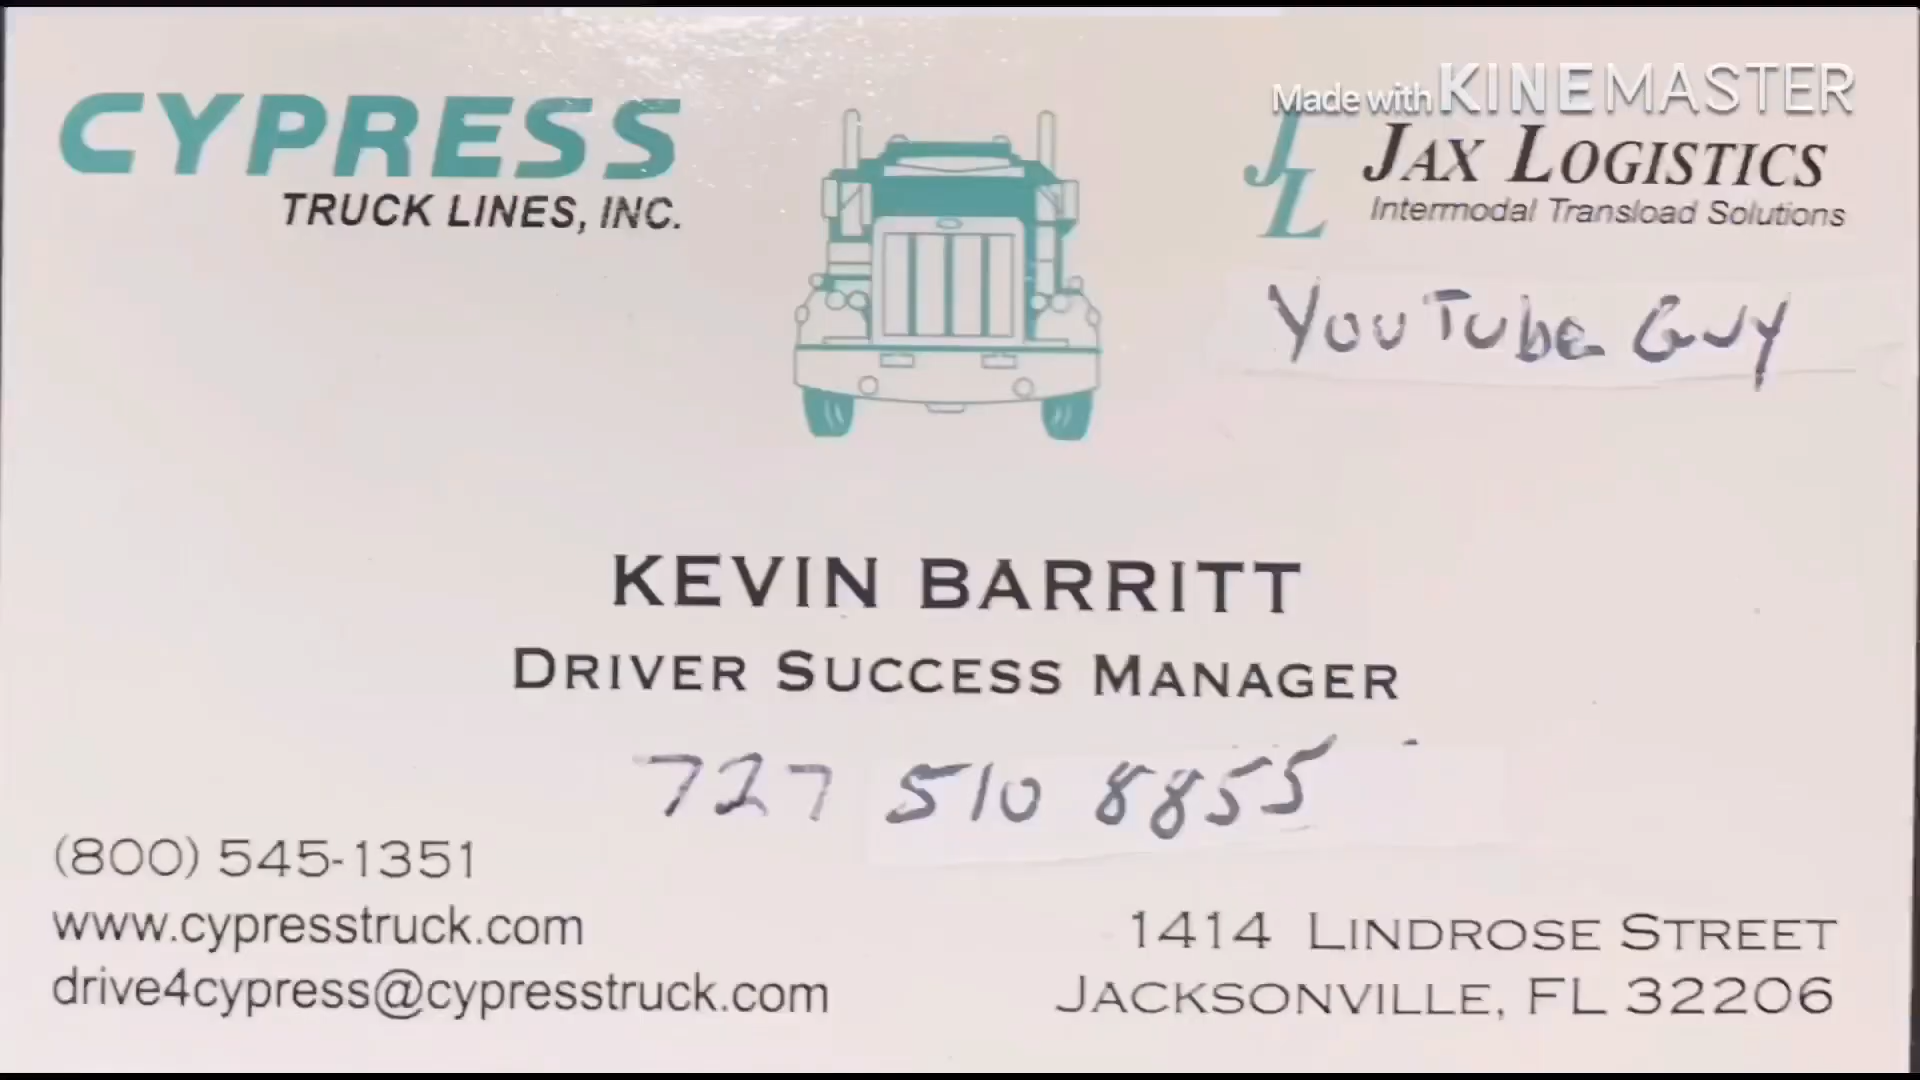 Made with KINEMASTER
CYPRESS
TRUCK LINES, INC.
JL
JAX LOGISTICS
Intermodal Transload Solutions
YouTube Guy
KEVIN BARRITT
DRIVER SUCCESS MANAGER
727 510 8855
(800) 545-1351
www.cypresstruck.com
drive4cypress@cypresstruck.com
1414 LINDROSE STREET
JACKSONVILLE, FL 32206